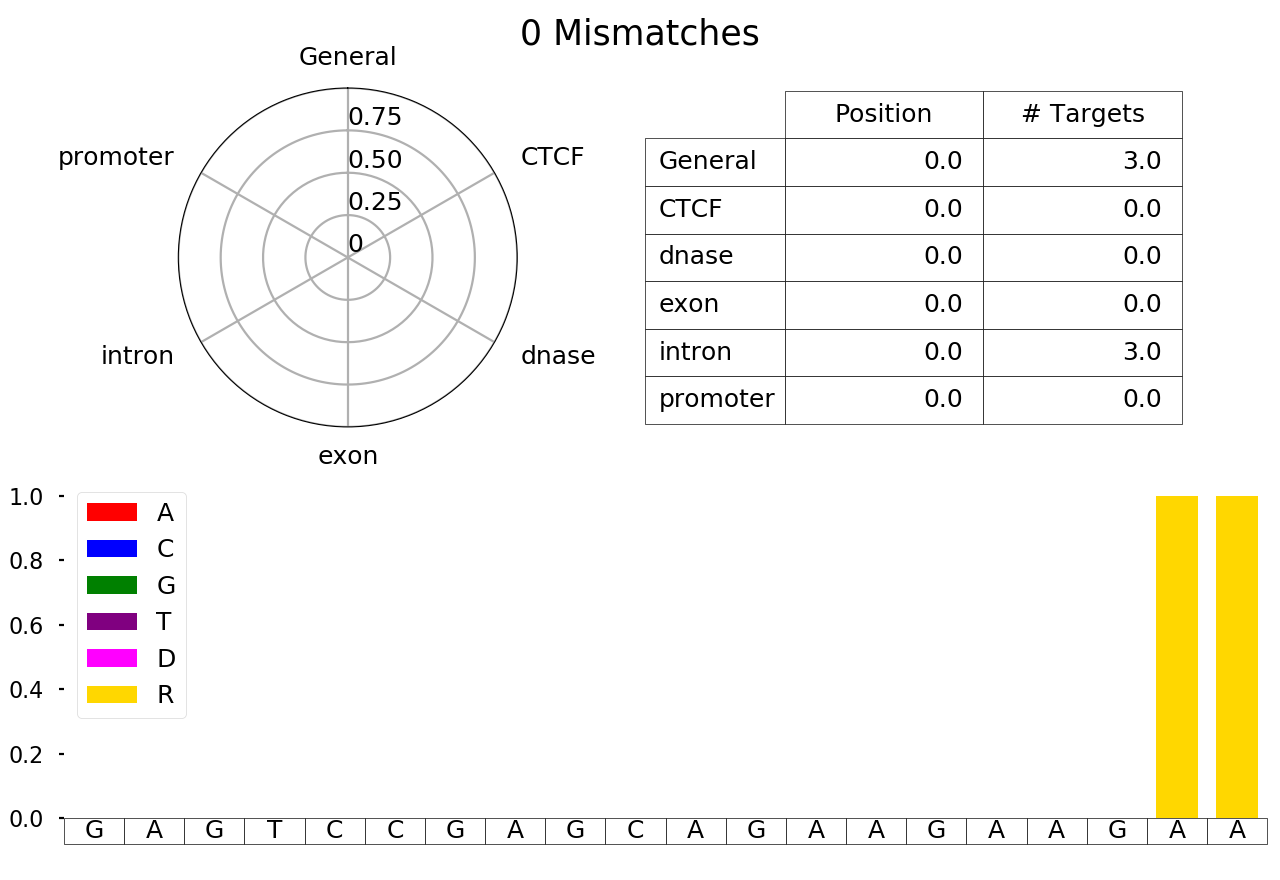 0 Mismatches
General
promoter
CTCF
0.75
0.50
0.25
0
intron
dnase
exon
Position # Targets
General 0.0 3.0
CTCF 0.0 0.0
dnase 0.0 0.0
exon 0.0 0.0
intron 0.0 3.0
promoter 0.0 0.0
1.0
0.8
0.6
0.4
0.2
0.0
A
C
G
T
D
R
G A G T C C G A G C A G A A G A A G A A